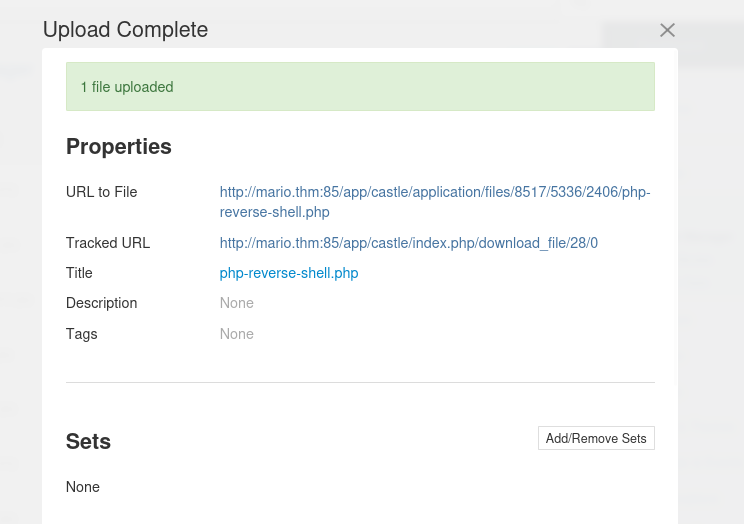 Upload Complete
1 file uploaded
Properties
URL to File
http://mario.thm:85/app/castle/application/files/8517/5336/2406/php-
reverse-shell.php
Tracked URL
http://mario.thm:85/app/castle/index.php/download_file/28/0
Title
php-reverse-shell.php
Description
None
Tags
None
Sets
Add/Remove Sets
None